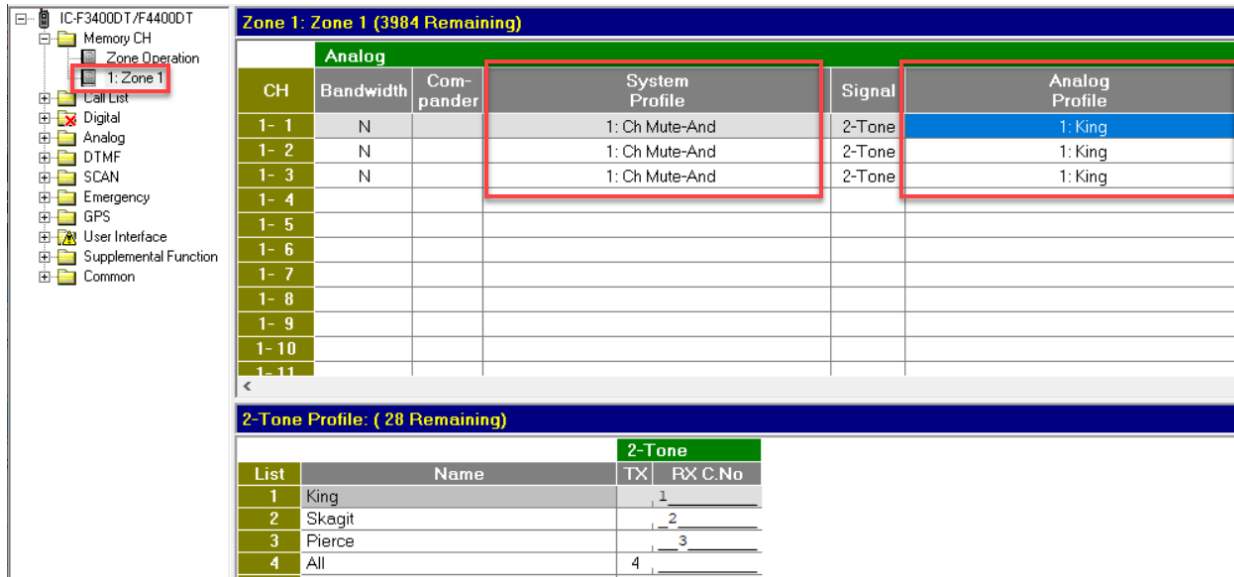 IC-F3400DT/F4400DT
Memory CH
Zone Operation
1: Zone 1
Call List
Digital
Analog
DTMF
SCAN
Emergency
GPS
User Interface
Supplemental Function
Common
Zone 1: Zone 1 (3984 Remaining)
Analog
CH Bandwidth Com-pander System Profile Signal Analog Profile
1- 1 N 1: Ch Mute-And 2-Tone 1: King
1- 2 N 1: Ch Mute-And 2-Tone 1: King
1- 3 N 1: Ch Mute-And 2-Tone 1: King
1- 4
1- 5
1- 6
1- 7
1- 8
1- 9
1- 10
1- 11
2-Tone Profile: ( 28 Remaining)
2-Tone
List Name TX RX C.No
1 King , 1_________
2 Skagit , _2________
3 Pierce , __3_______
4 All 4 , __________